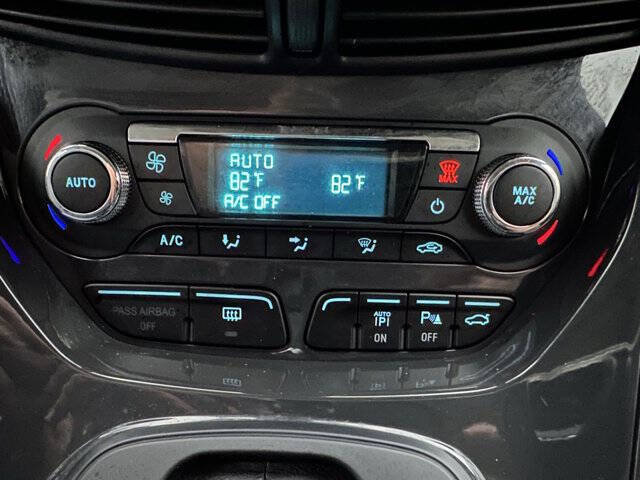 AUTO
82°F 82°F
A/C OFF
AUTO
MAX
MAX
A/C
A/C
PASS AIRBAG
OFF
AUTO
(P)
ON
P
OFF